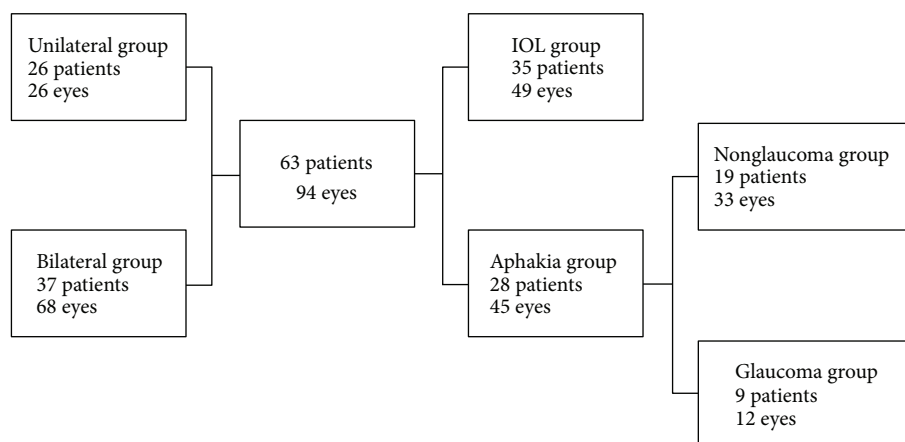 Unilateral group
26 patients
26 eyes
Bilateral group
37 patients
68 eyes
63 patients
94 eyes
IOL group
35 patients
49 eyes
Aphakia group
28 patients
45 eyes
Nonglaucoma group
19 patients
33 eyes
Glaucoma group
9 patients
12 eyes